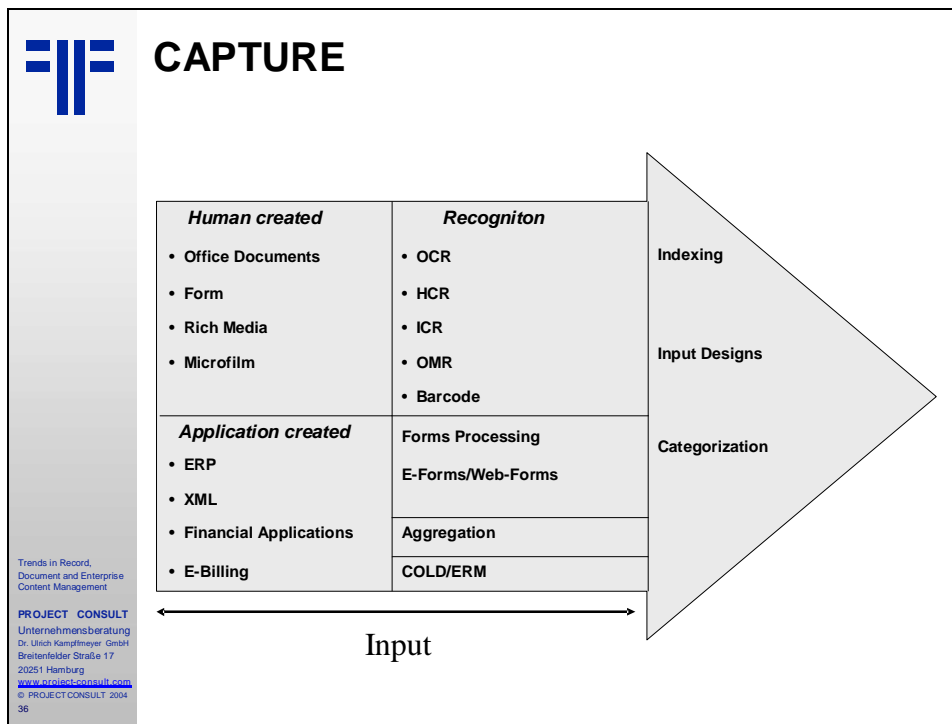 CAPTURE
Human created
• Office Documents
• Form
• Rich Media
• Microfilm
Recogniton
• OCR
• HCR
• ICR
• OMR
• Barcode
Application created
• ERP
• XML
• Financial Applications
• E-Billing
Forms Processing
E-Forms/Web-Forms
Aggregation
COLD/ERM
Indexing
Input Designs
Categorization
Input
Trends in Record,
Document and Enterprise
Content Management
PROJECT CONSULT
Unternehmensberatung
Dr. Ulrich Kampffmeyer GmbH
Breitenfelder Straße 17
20251 Hamburg
www.project-consult.com
© PROJECT CONSULT 2004
36